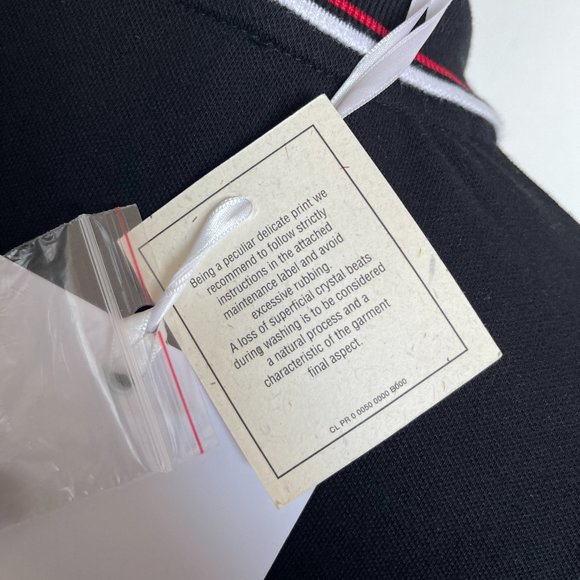 Being a peculiar delicate print we
recommend to follow strictly
instructions in the attached
maintenance label and avoid
excessive rubbing.
A loss of superficial crystal beats
during washing is to be considered
a natural process and a
characteristic of the garment
final aspect.
CL PR 0 0050 0000 B000